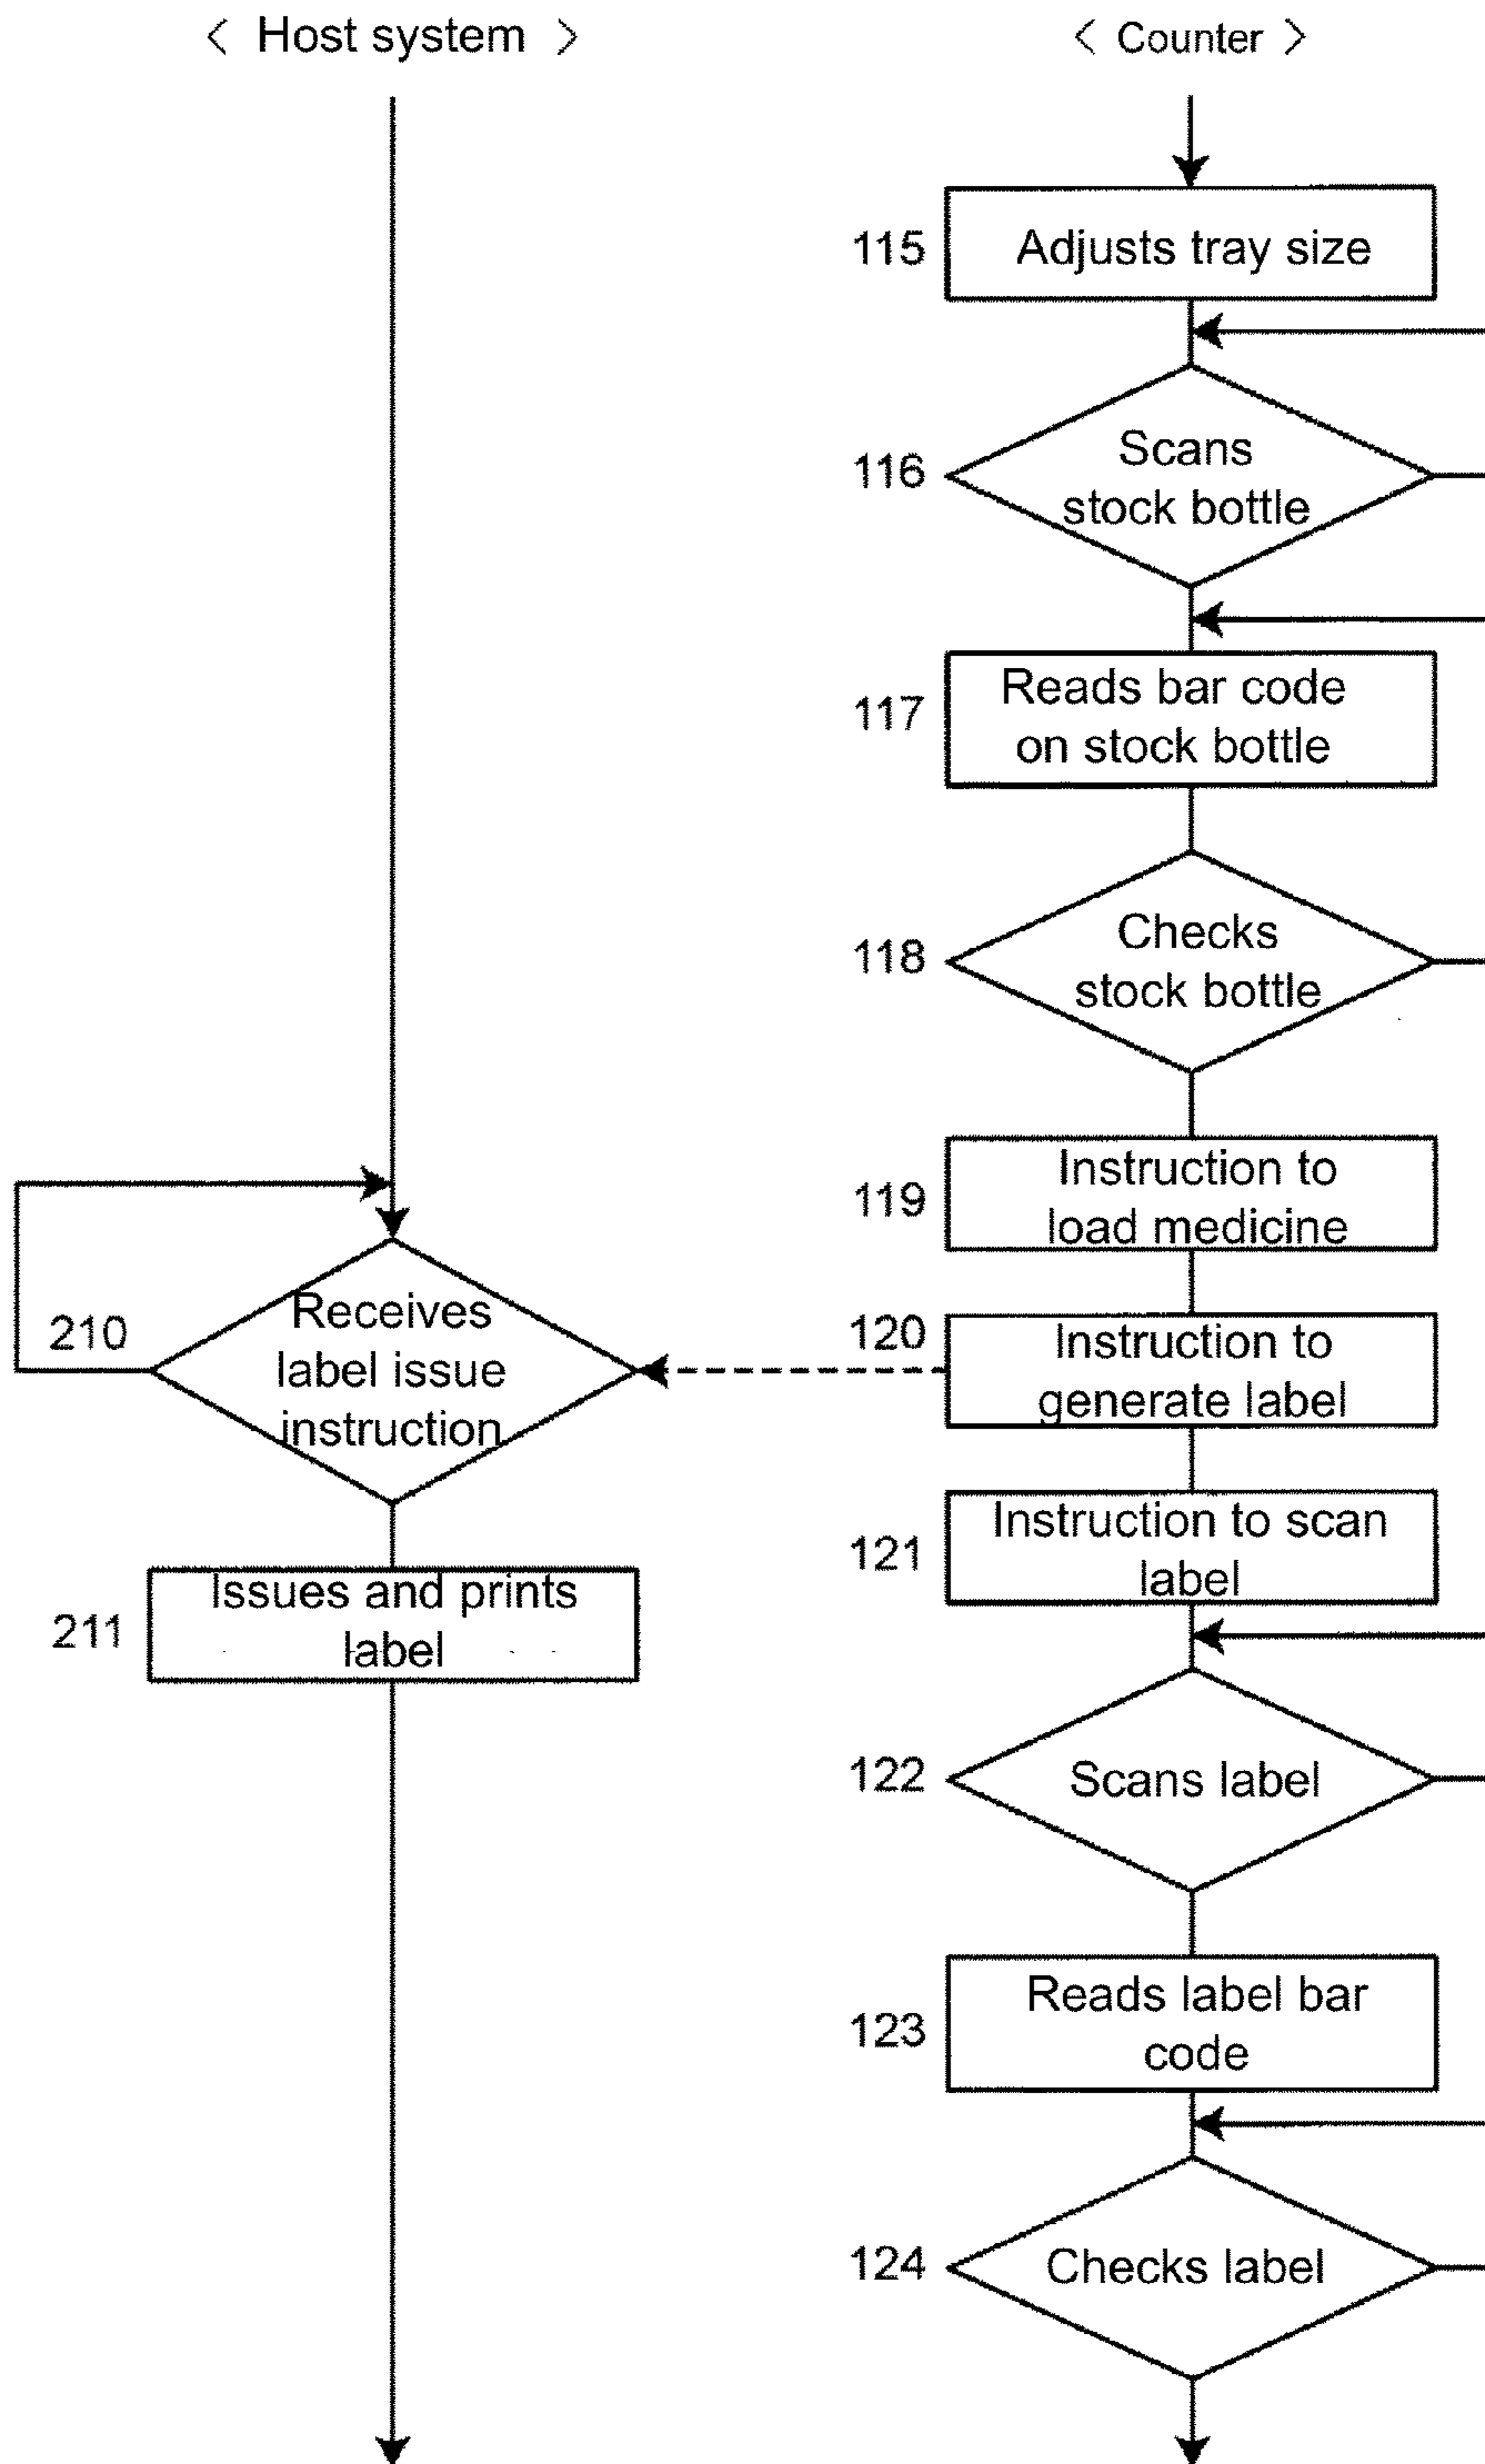 < Host system >
< Counter >
115
Adjusts tray size
116
Scans
stock bottle
117
Reads bar code
on stock bottle
118
Checks
stock bottle
119
Instruction to
load medicine
210
Receives
label issue
instruction
120
Instruction to
generate label
121
Instruction to scan
label
211
Issues and prints
label
122
Scans label
123
Reads label bar
code
124
Checks label